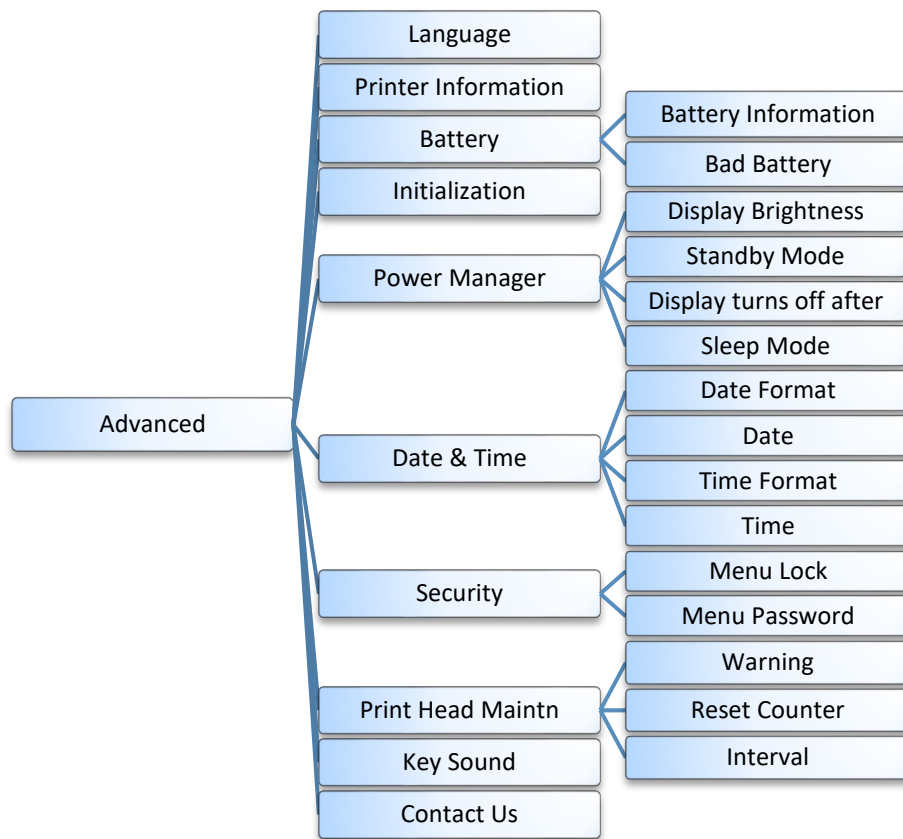 Advanced
Language
Printer Information
Battery
Battery Information
Bad Battery
Initialization
Power Manager
Display Brightness
Standby Mode
Display turns off after
Sleep Mode
Date & Time
Date Format
Date
Time Format
Time
Security
Menu Lock
Menu Password
Print Head Maintn
Warning
Reset Counter
Interval
Key Sound
Contact Us